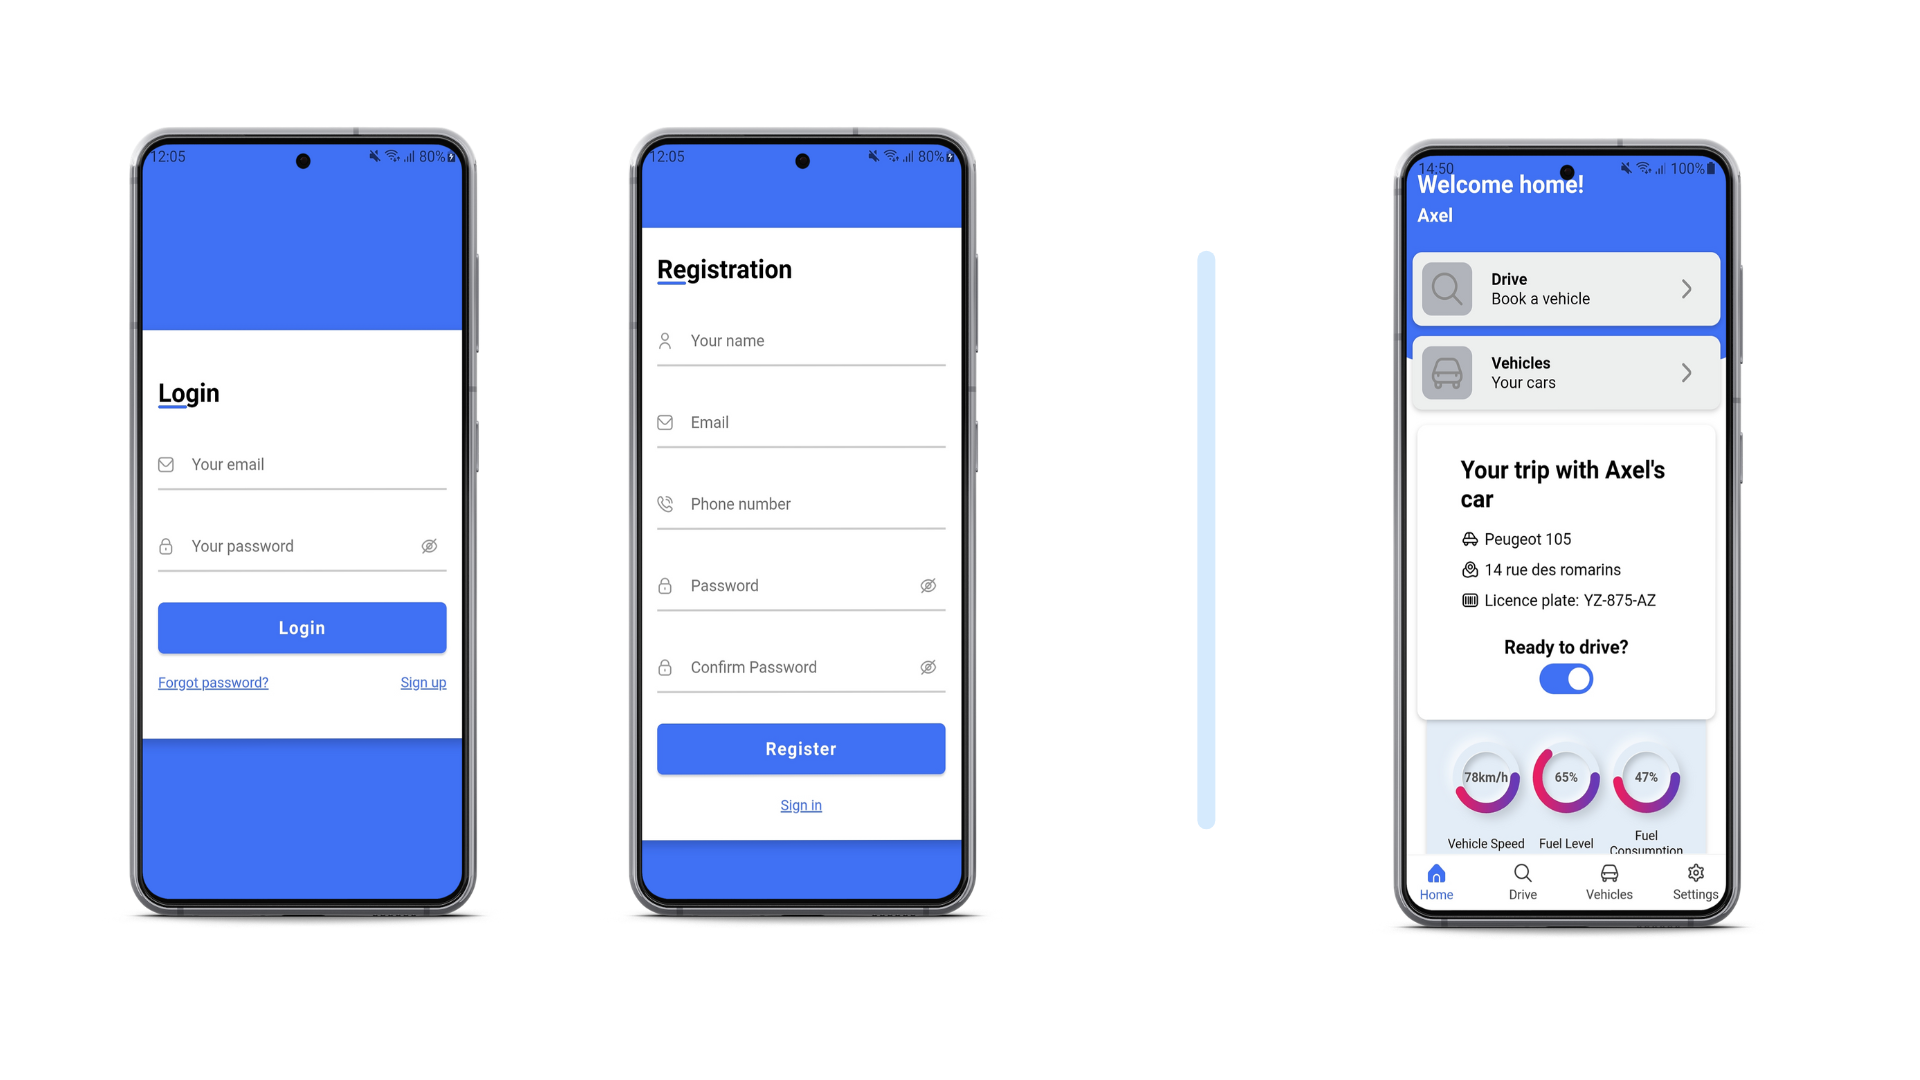 12:05
80%
Login
Your email
Your password
Login
Forgot password?
Sign up
12:05
80%
Registration
Your name
Email
Phone number
Password
Confirm Password
Register
Sign in
14:50
100%
Welcome home!
Axel
Drive
Book a vehicle
Vehicles
Your cars
Your trip with Axel's
car
Peugeot 105
14 rue des romarins
Licence plate: YZ-875-AZ
Ready to drive?
78km/h
65%
47%
Vehicle Speed
Fuel Level
Fuel
Consumption
Home
Drive
Vehicles
Settings